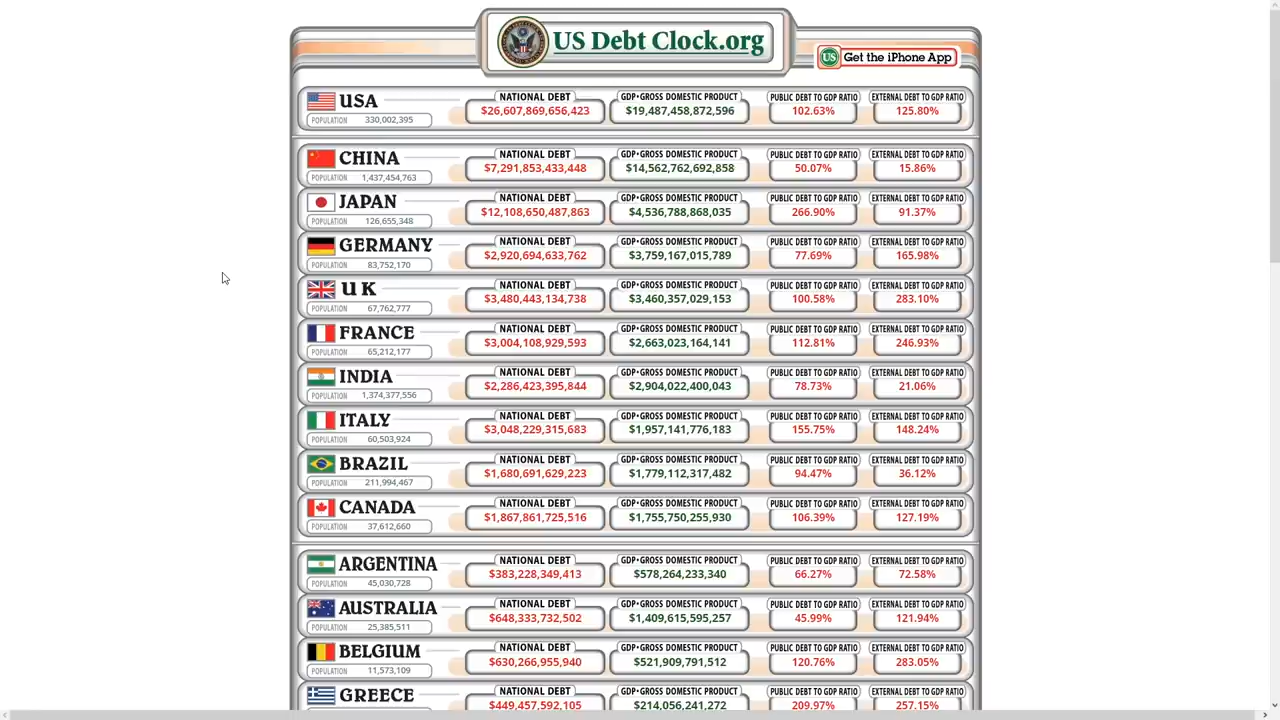 US Debt Clock.org
US Get the iPhone App
USA
POPULATION 330,002,395
NATIONAL DEBT
$26,607,869,656,423
GDP•GROSS DOMESTIC PRODUCT
$19,487,458,872,596
PUBLIC DEBT TO GDP RATIO
102.63%
EXTERNAL DEBT TO GDP RATIO
125.80%
CHINA
POPULATION 1,437,454,763
NATIONAL DEBT
$7,291,853,433,448
GDP•GROSS DOMESTIC PRODUCT
$14,562,762,692,858
PUBLIC DEBT TO GDP RATIO
50.07%
EXTERNAL DEBT TO GDP RATIO
15.86%
JAPAN
POPULATION 126,655,348
NATIONAL DEBT
$12,108,650,487,863
GDP•GROSS DOMESTIC PRODUCT
$4,536,788,868,035
PUBLIC DEBT TO GDP RATIO
266.90%
EXTERNAL DEBT TO GDP RATIO
91.37%
GERMANY
POPULATION 83,752,170
NATIONAL DEBT
$2,920,694,633,762
GDP•GROSS DOMESTIC PRODUCT
$3,759,167,015,789
PUBLIC DEBT TO GDP RATIO
77.69%
EXTERNAL DEBT TO GDP RATIO
165.98%
U K
POPULATION 67,762,777
NATIONAL DEBT
$3,480,443,134,738
GDP•GROSS DOMESTIC PRODUCT
$3,460,357,029,153
PUBLIC DEBT TO GDP RATIO
100.58%
EXTERNAL DEBT TO GDP RATIO
283.10%
FRANCE
POPULATION 65,212,177
NATIONAL DEBT
$3,004,108,929,593
GDP•GROSS DOMESTIC PRODUCT
$2,663,023,164,141
PUBLIC DEBT TO GDP RATIO
112.81%
EXTERNAL DEBT TO GDP RATIO
246.93%
INDIA
POPULATION 1,374,377,556
NATIONAL DEBT
$2,286,423,395,844
GDP•GROSS DOMESTIC PRODUCT
$2,904,022,400,043
PUBLIC DEBT TO GDP RATIO
78.73%
EXTERNAL DEBT TO GDP RATIO
21.06%
ITALY
POPULATION 60,503,924
NATIONAL DEBT
$3,048,229,315,683
GDP•GROSS DOMESTIC PRODUCT
$1,957,141,776,183
PUBLIC DEBT TO GDP RATIO
155.75%
EXTERNAL DEBT TO GDP RATIO
148.24%
BRAZIL
POPULATION 211,994,467
NATIONAL DEBT
$1,680,691,629,223
GDP•GROSS DOMESTIC PRODUCT
$1,779,112,317,482
PUBLIC DEBT TO GDP RATIO
94.47%
EXTERNAL DEBT TO GDP RATIO
36.12%
CANADA
POPULATION 37,612,660
NATIONAL DEBT
$1,867,861,725,516
GDP•GROSS DOMESTIC PRODUCT
$1,755,750,255,930
PUBLIC DEBT TO GDP RATIO
106.39%
EXTERNAL DEBT TO GDP RATIO
127.19%
ARGENTINA
POPULATION 45,030,728
NATIONAL DEBT
$383,228,349,413
GDP•GROSS DOMESTIC PRODUCT
$578,264,233,340
PUBLIC DEBT TO GDP RATIO
66.27%
EXTERNAL DEBT TO GDP RATIO
72.58%
AUSTRALIA
POPULATION 25,385,511
NATIONAL DEBT
$648,333,732,502
GDP•GROSS DOMESTIC PRODUCT
$1,409,615,595,257
PUBLIC DEBT TO GDP RATIO
45.99%
EXTERNAL DEBT TO GDP RATIO
121.94%
BELGIUM
POPULATION 11,573,109
NATIONAL DEBT
$630,266,955,940
GDP•GROSS DOMESTIC PRODUCT
$521,909,791,512
PUBLIC DEBT TO GDP RATIO
120.76%
EXTERNAL DEBT TO GDP RATIO
283.05%
GREECE
NATIONAL DEBT
$449,457,592,105
GDP•GROSS DOMESTIC PRODUCT
$214,056,241,272
PUBLIC DEBT TO GDP RATIO
209.97%
EXTERNAL DEBT TO GDP RATIO
257.15%